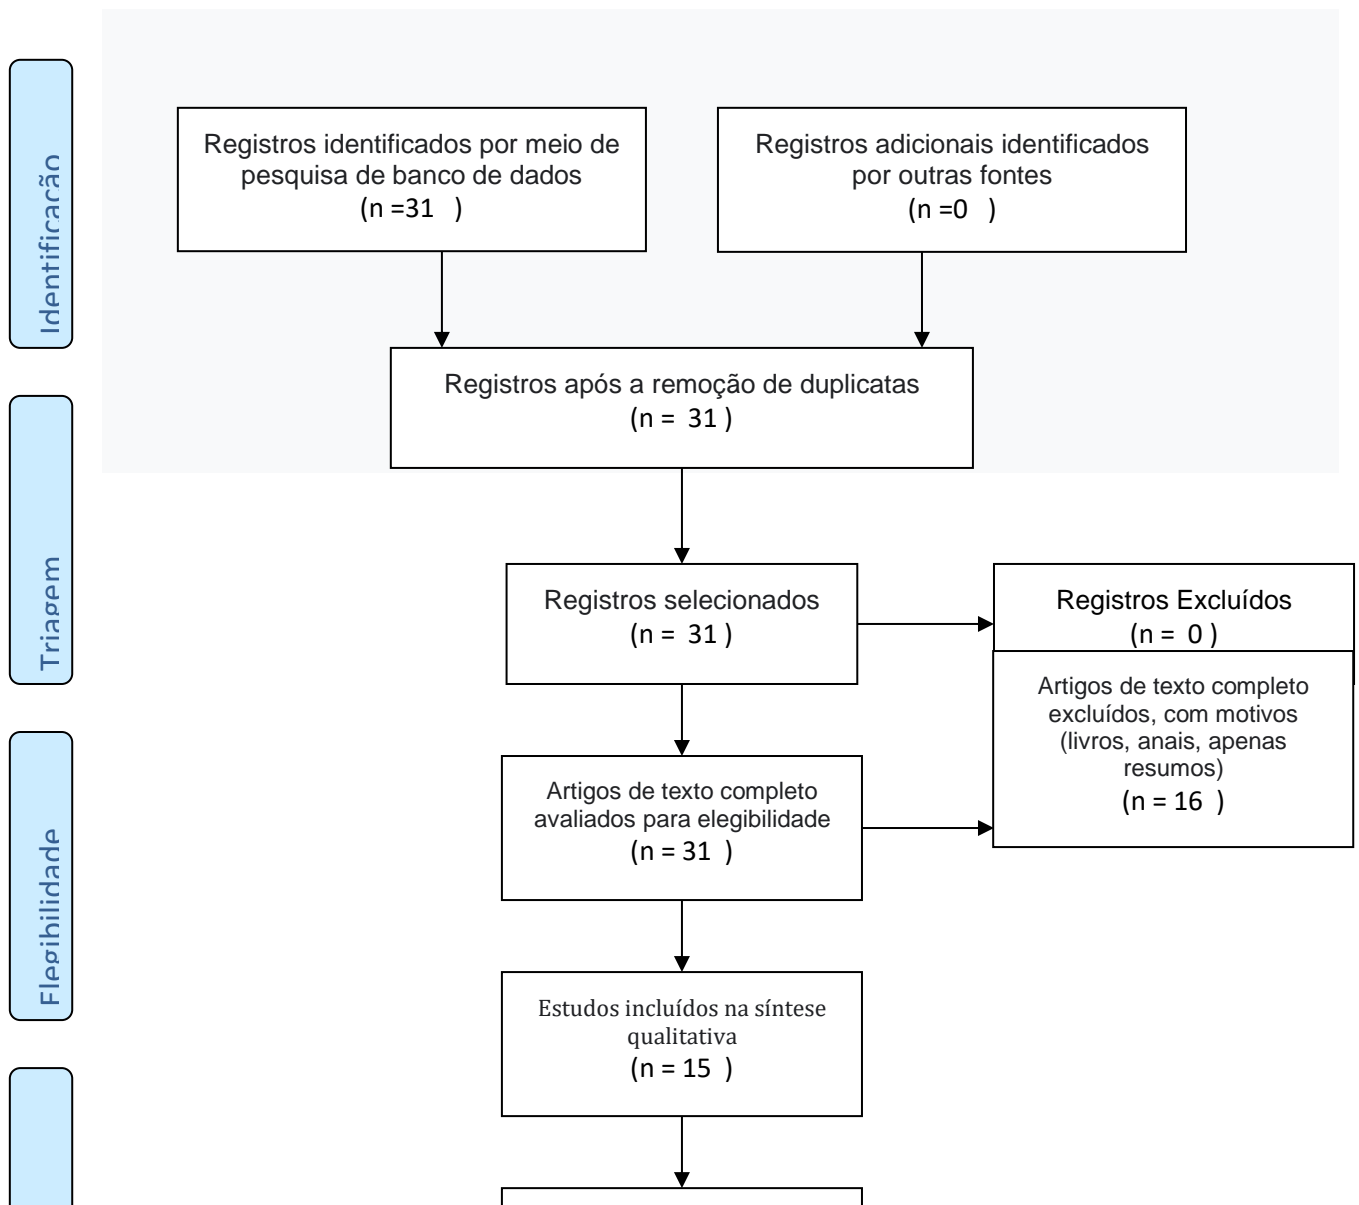 Identificação
Registros identificados por meio de
pesquisa de banco de dados
(n =31 )
Registros adicionais identificados
por outras fontes
(n =0 )
Registros após a remoção de duplicatas
(n = 31 )
Triagem
Registros selecionados
(n = 31 )
Registros Excluídos
(n = 0 )
Artigos de texto completo
excluídos, com motivos
(livros, anais, apenas
resumos)
(n = 16 )
Elegibilidade
Artigos de texto completo
avaliados para elegibilidade
(n = 31 )
Estudos incluídos na síntese
qualitativa
(n = 15 )